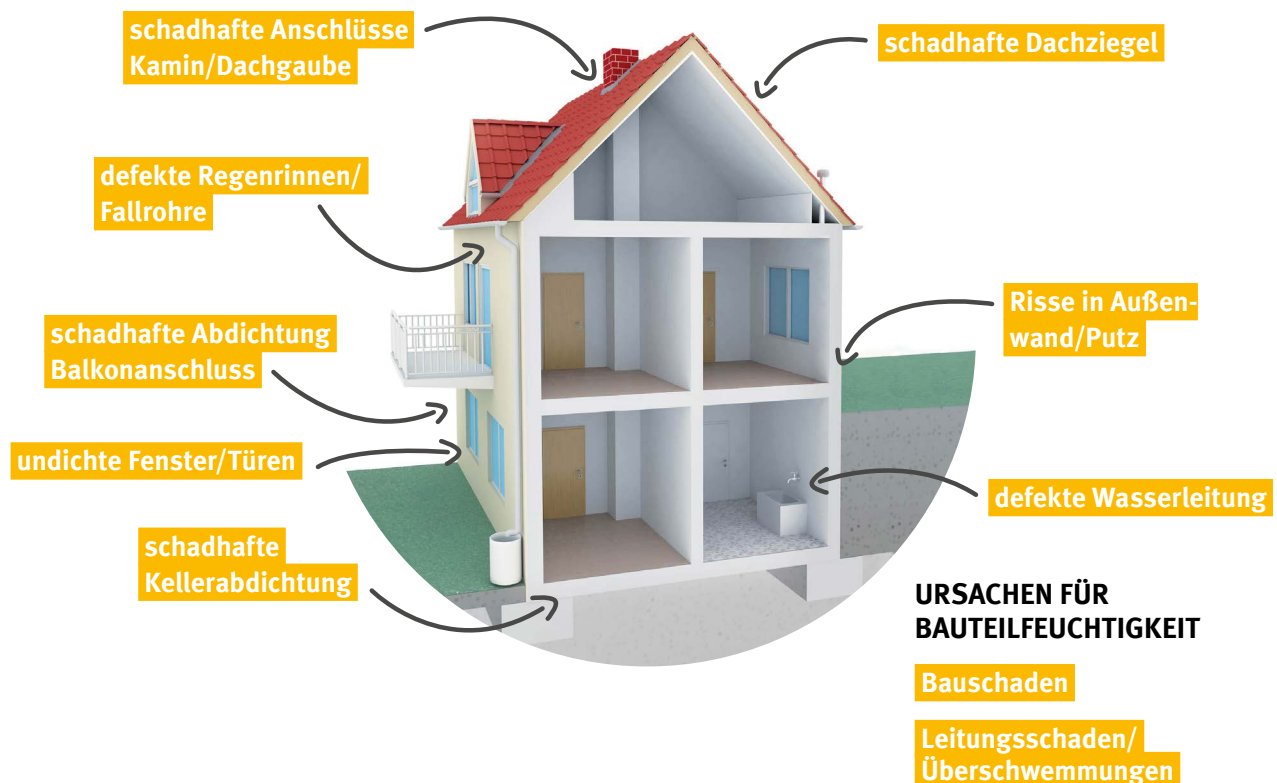 schadhafte Anschlüsse
Kamin/Dachgaube
schadhafte Dachziegel
defekte Regenrinnen/
Fallrohre
Risse in Außen-
wand/Putz
schadhafte Abdichtung
Balkonanschluss
undichte Fenster/Türen
defekte Wasserleitung
schadhafte
Kellerabdichtung
URSACHEN FÜR
BAUTEILFEUCHTIGKEIT
Bauschaden
Leitungsschaden/
Überschwemmungen